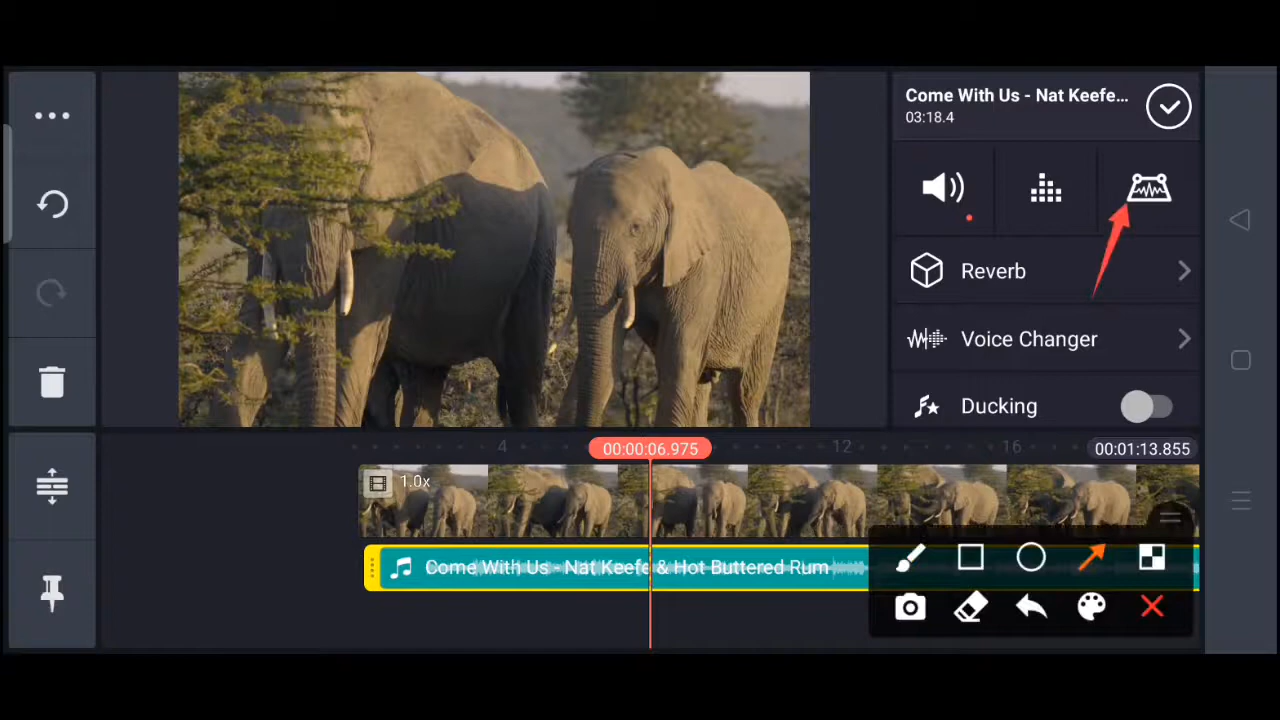 Come With Us - Nat Keefe...
03:18.4
Reverb
Voice Changer
Ducking
4
00:00:06.975
12
16
00:01:13.855
1.0x
Come With Us - Nat Keefe & Hot Buttered Rum